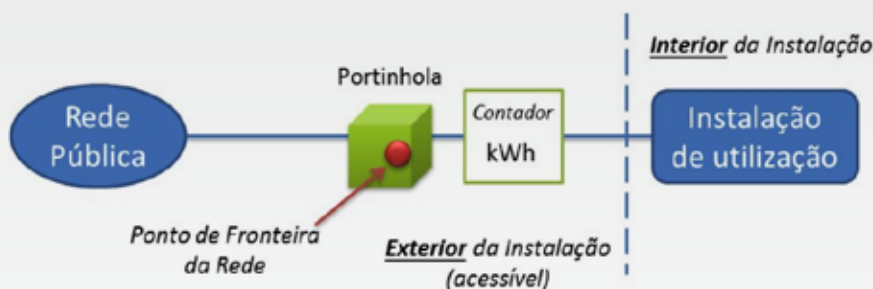 Interior da Instalação
Portinhola
Rede
Pública
Contador
kWh
Instalação
de utilização
Ponto de Fronteira
da Rede
Exterior da Instalação
(acessível)